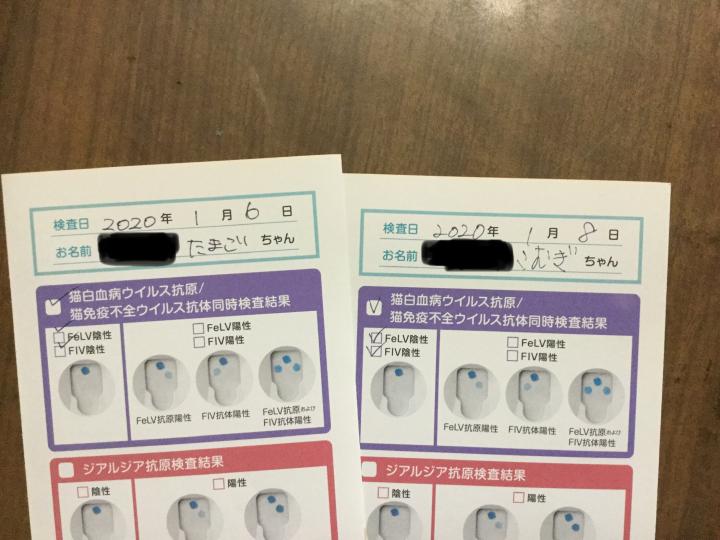 検査日 2020年 1月 6日
お名前 たまこ ちゃん
猫白血病ウイルス抗原/
猫免疫不全ウイルス抗体同時検査結果
FeLV陰性
FIV陰性
FeLV陽性
FIV陽性
FeLV抗原陽性
FIV抗体陽性
FeLV抗原および
FIV抗体陽性
ジアルジア抗原検査結果
陰性
陽性
検査日 2020年 1月 8日
お名前 こむぎ ちゃん
猫白血病ウイルス抗原/
猫免疫不全ウイルス抗体同時検査結果
FeLV陰性
FIV陰性
FeLV陽性
FIV陽性
FeLV抗原陽性
FIV抗体陽性
FeLV抗原および
FIV抗体陽性
ジアルジア抗原検査結果
陰性
陽性